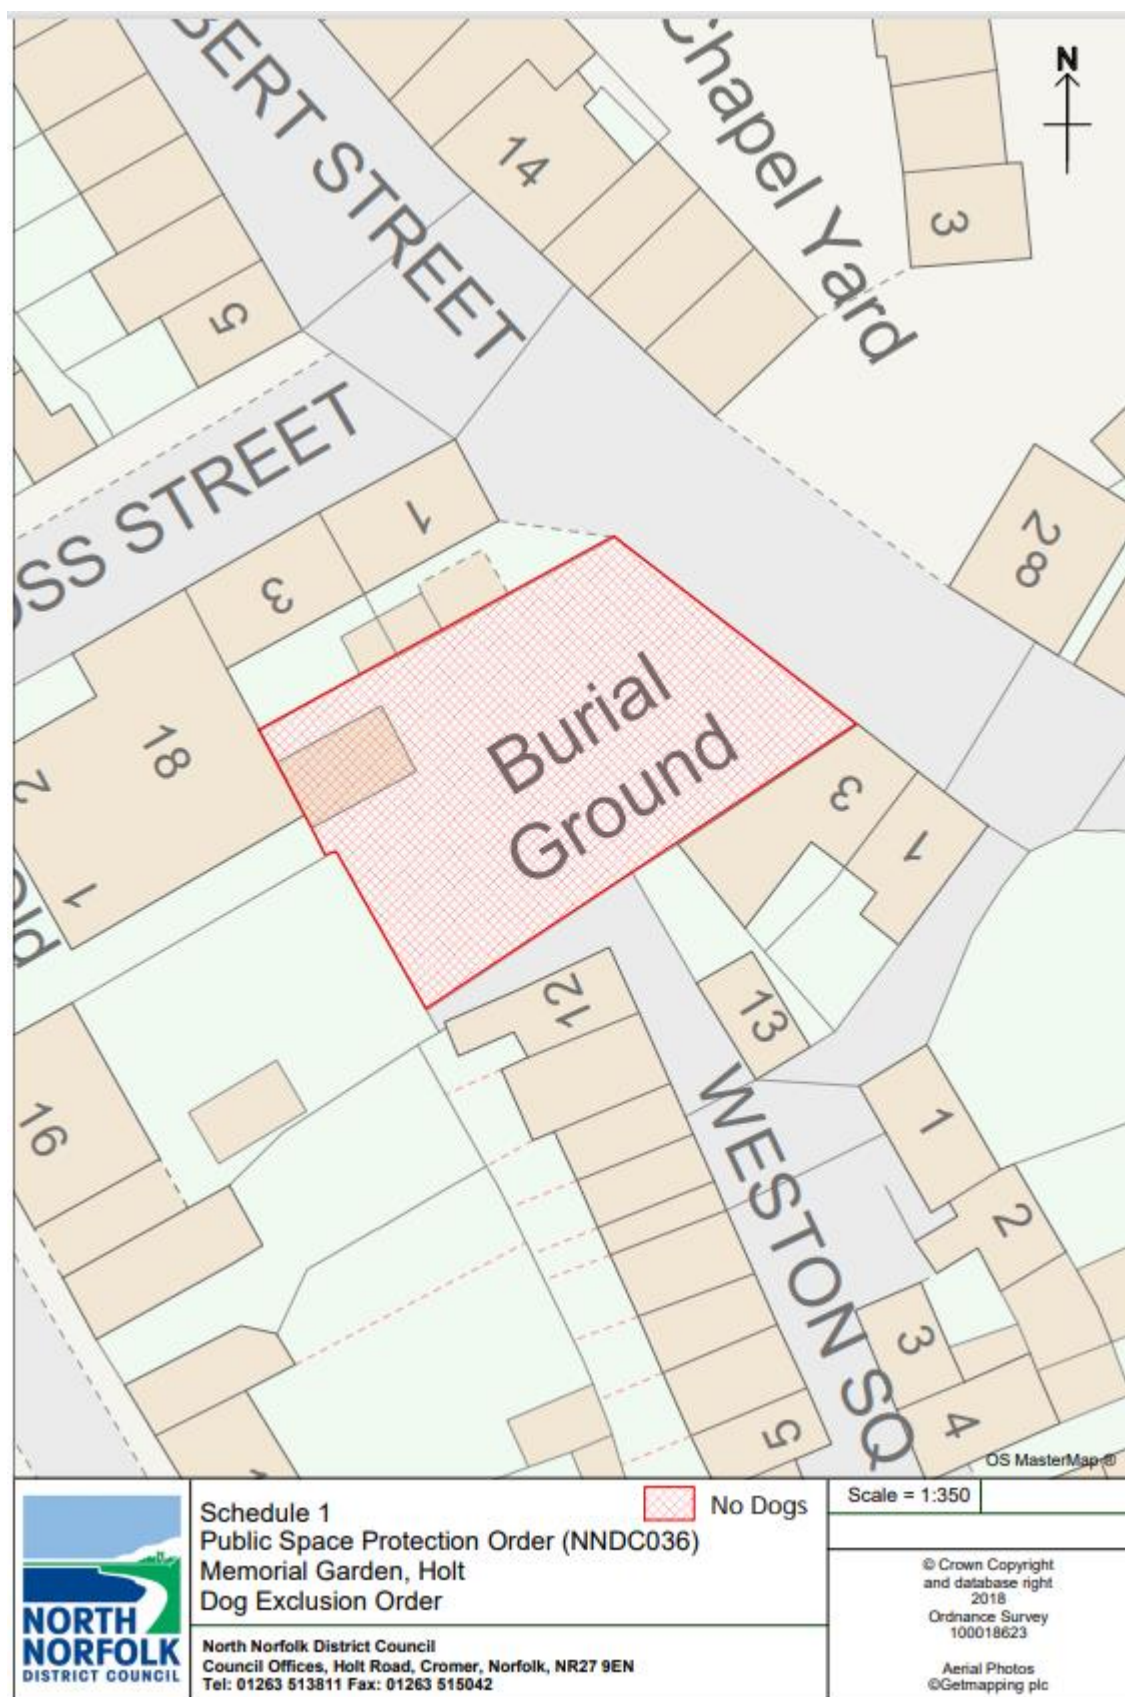 BERT STREET
Chapel Yard
N
14
3
5
OSS STREET
1
3
28
18
Burial
Ground
2
1
3
1
12
13
16
WESTON SQ
1
2
3
4
5
OS MasterMap ®
Schedule 1
No Dogs
Public Space Protection Order (NNDC036)
Memorial Garden, Holt
Dog Exclusion Order
Scale = 1:350
NORTH
NORFOLK
DISTRICT COUNCIL
North Norfolk District Council
Council Offices, Holt Road, Cromer, Norfolk, NR27 9EN
Tel: 01263 513811 Fax: 01263 515042
© Crown Copyright
and database right
2018
Ordnance Survey
100018623
Aerial Photos
©Getmapping plc